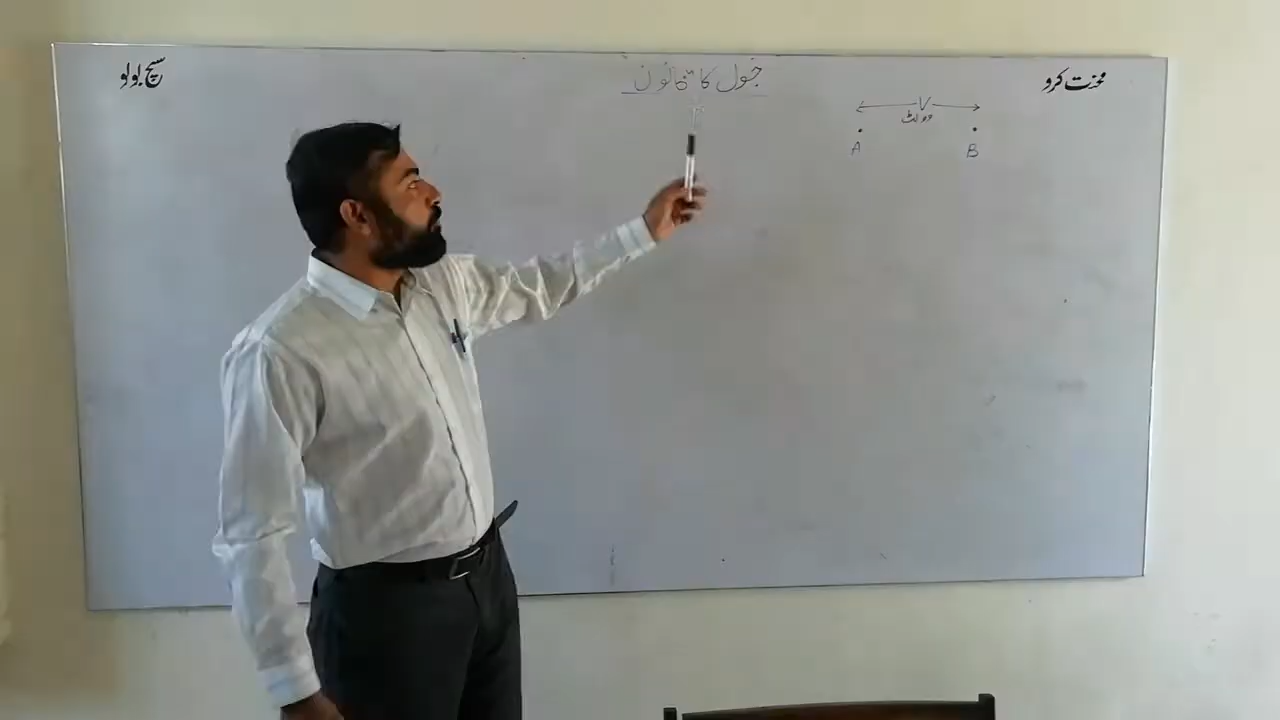 محنت کرو
جول کا قانون
سچ بولو
V
وولٹ
A B